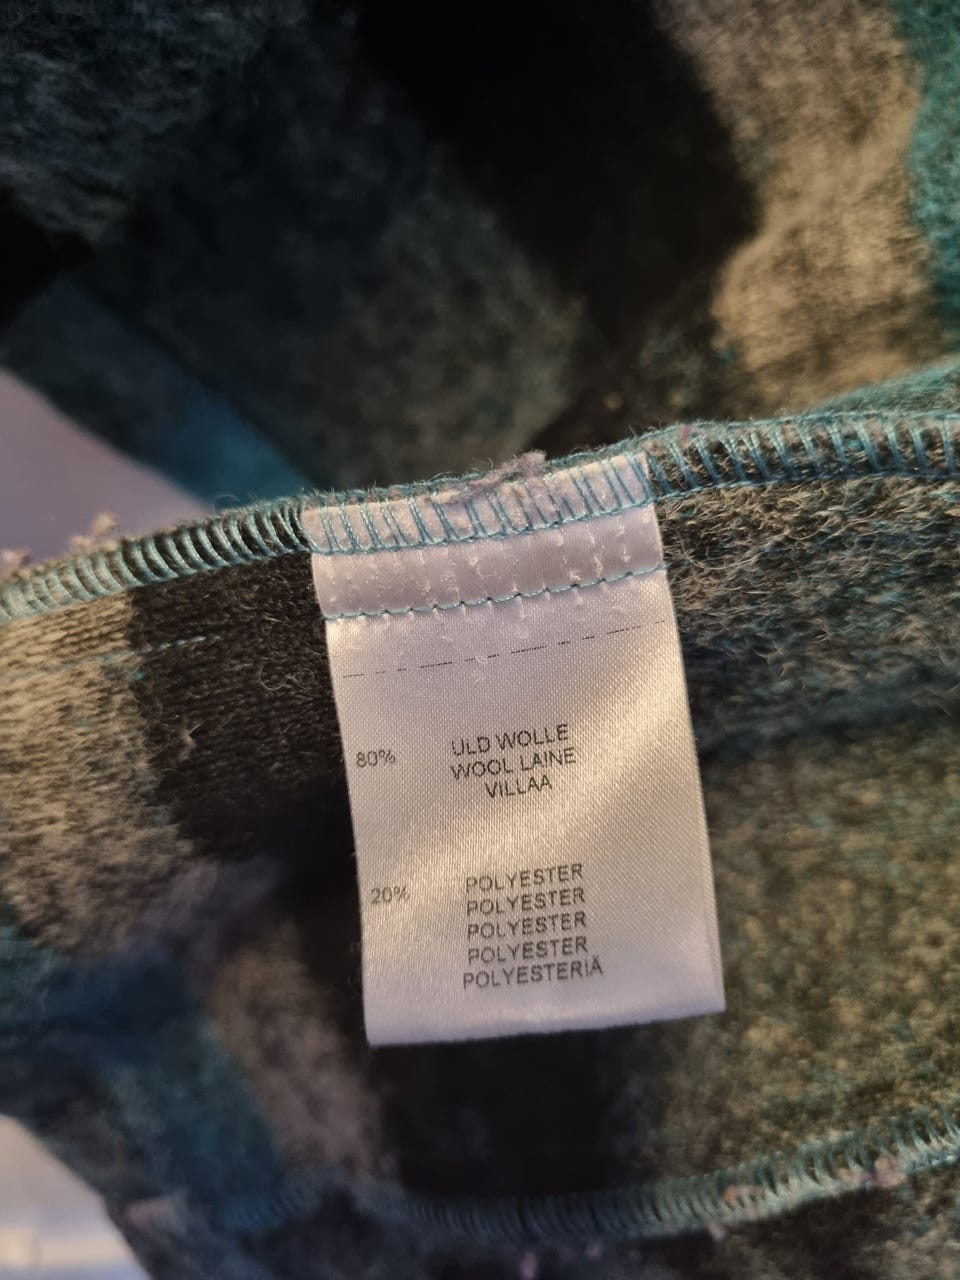 80% ULD WOLLE
WOOL LAINE
VILLAA
20% POLYESTER
POLYESTER
POLYESTER
POLYESTER
POLYESTERIÄ